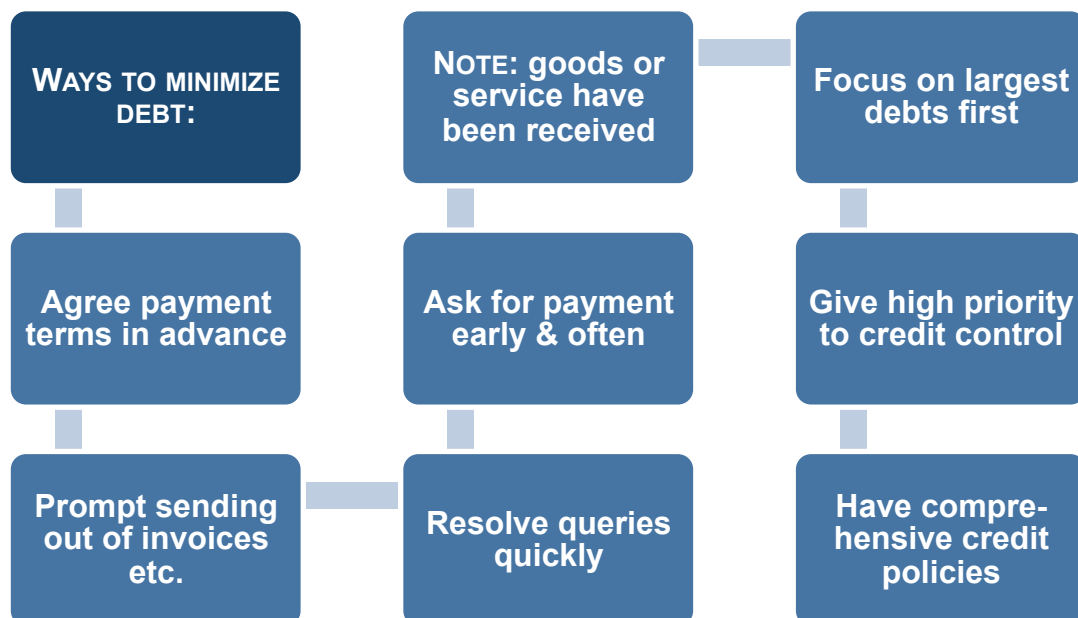 WAYS TO MINIMIZE
DEBT:
Agree payment
terms in advance
Prompt sending
out of invoices
etc.
Resolve queries
quickly
Ask for payment
early & often
NOTE: goods or
service have
been received
Focus on largest
debts first
Give high priority
to credit control
Have compre-
hensive credit
policies